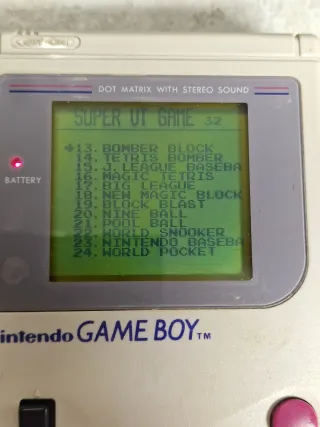 DOT MATRIX WITH STEREO SOUND
SUPER UT GAME 32
13. BOMBER BLOCK
14. TETRIS BOMBER
15. J.LEAGUE BASEBA
16. MAGIC TETRIS
17. BIG LEAGUE
18. NEW MAGIC BLOCK
19. BLOCK BLAST
20. NINE BALL
21. POOL BALL
22. WORLD SNOOKER
23. NINTENDO BASEBA
24. WORLD POCKET
BATTERY
Nintendo GAME BOY TM